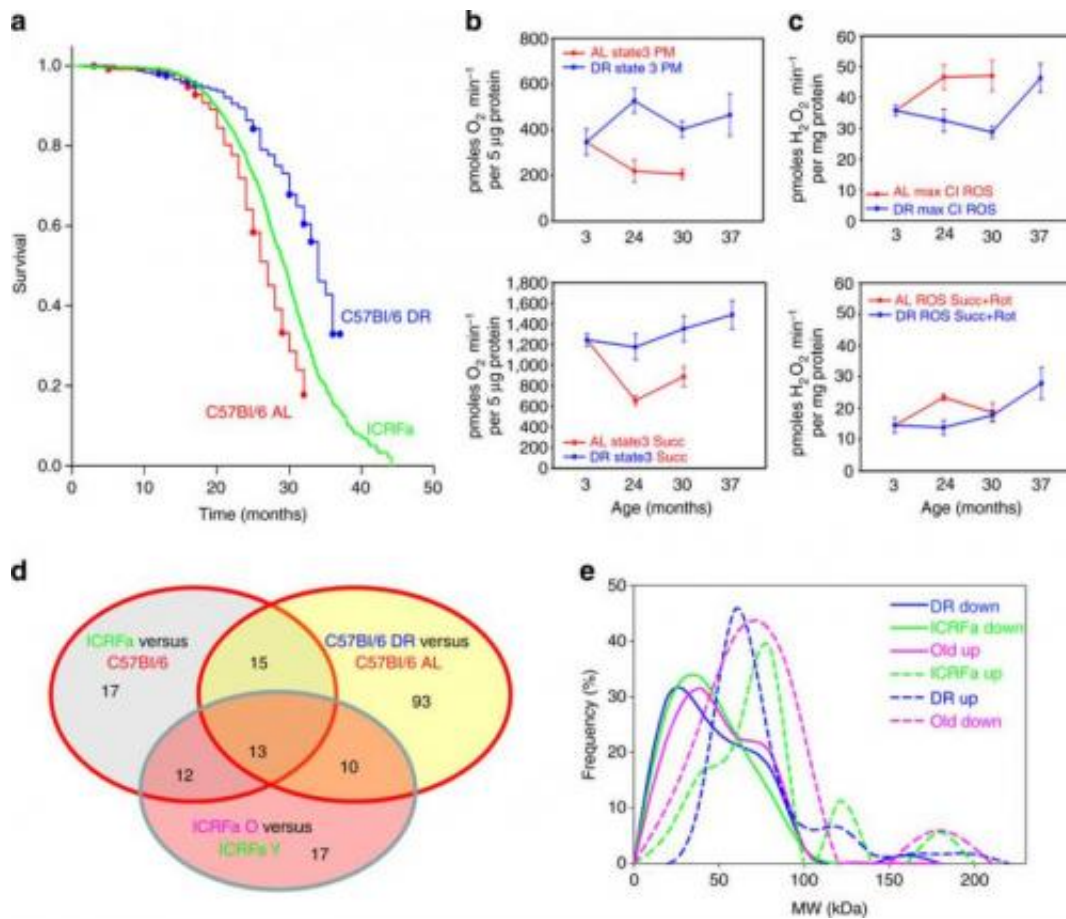 a
1.0
0.8
0.6
0.4
0.2
0.0
Survival
0 10 20 30 40 50
Time (months)
C57BI/6 DR
C57BI/6 AL
ICRFa
b
800
600
400
200
0
pmoles O2 min−1
per 5 μg protein
AL state3 PM
DR state 3 PM
3 24 30 37
1,800
1,600
1,400
1,200
1,000
800
600
400
200
0
pmoles O2 min−1
per 5 μg protein
AL state3 Succ
DR state3 Succ
3 24 30 37
Age (months)
c
60
50
40
30
20
10
0
pmoles H2O2 min−1
per mg protein
AL max CI ROS
DR max CI ROS
3 24 30 37
60
50
40
30
20
10
0
pmoles H2O2 min−1
per mg protein
AL ROS Succ+Rot
DR ROS Succ+Rot
3 24 30 37
Age (months)
d
ICRFa versus
C57BI/6
17
15
C57BI/6 DR versus
C57BI/6 AL
93
13
12
10
ICRFa O versus
ICRFa Y
17
e
50
40
30
20
10
0
Frequency (%)
DR down
ICRFa down
Old up
ICRFa up
DR up
Old down
0 50 100 150 200
MW (kDa)